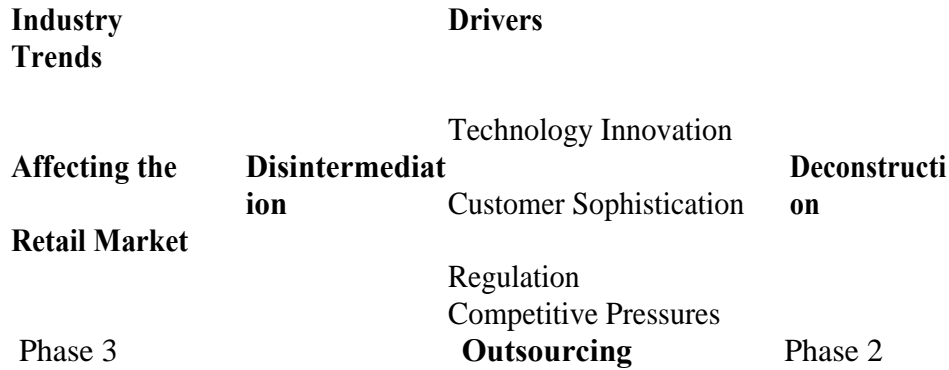 Industry Drivers
Trends
Technology Innovation
Affecting the Disintermediat Deconstructi
ion Customer Sophistication on
Retail Market
Regulation
Competitive Pressures
Phase 3 Outsourcing Phase 2